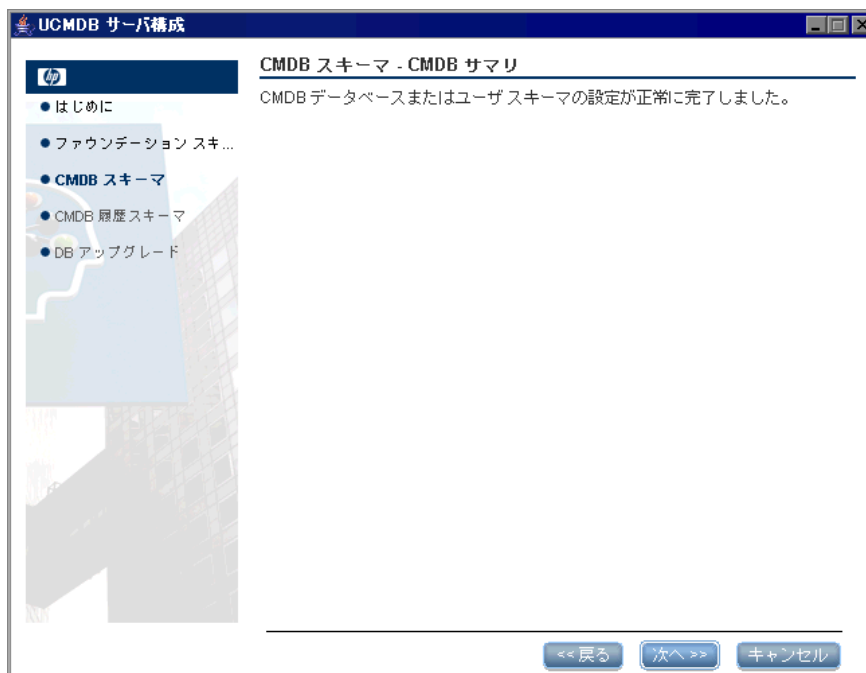 UCMDB サーバ構成
hp
はじめに
ファウンデーション スキ...
CMDB スキーマ
CMDB 履歴スキーマ
DB アップグレード
CMDB スキーマ - CMDB サマリ
CMDB データベースまたはユーザ スキーマの設定が正常に完了しました。
<< 戻る
次へ >>
キャンセル